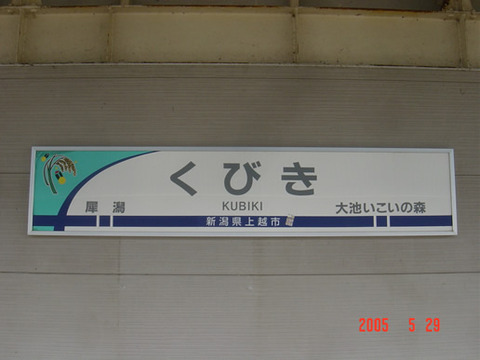 くびき
KUBIKI
犀潟
大池いこいの森
新潟県上越市
2005 5 29